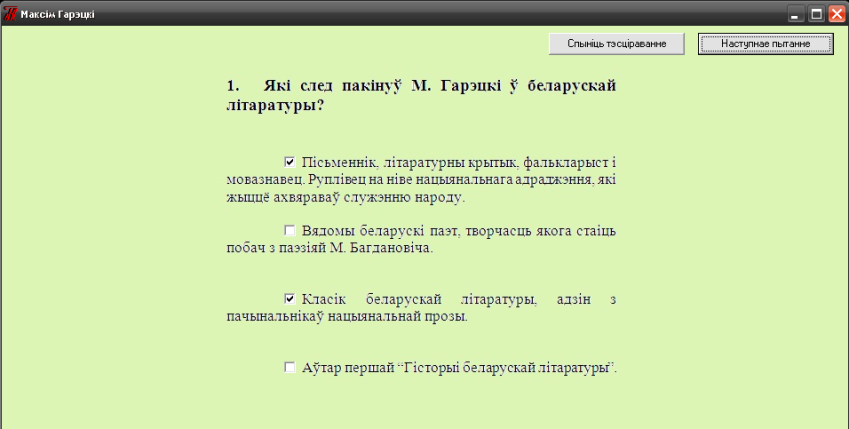 Максім Гарэцкі
Спыніць тэсціраванне
Наступнае пытанне
1. Які след пакінуў М. Гарэцкі ў беларускай
літаратуры?
Пісьменнік, літаратурны крытык, фалькларыст і
мовазнавец. Руплівец на ніве нацыянальнага адраджэння, які
жыццё ахвяраваў служэнню народу.
Вядомы беларускі паэт, творчасць якога стаіць
побач з паэзіяй М. Багдановіча.
Класік беларускай літаратуры, адзін з
пачынальнікаў нацыянальнай прозы.
Аўтар першай “Гісторыі беларускай літаратуры”.